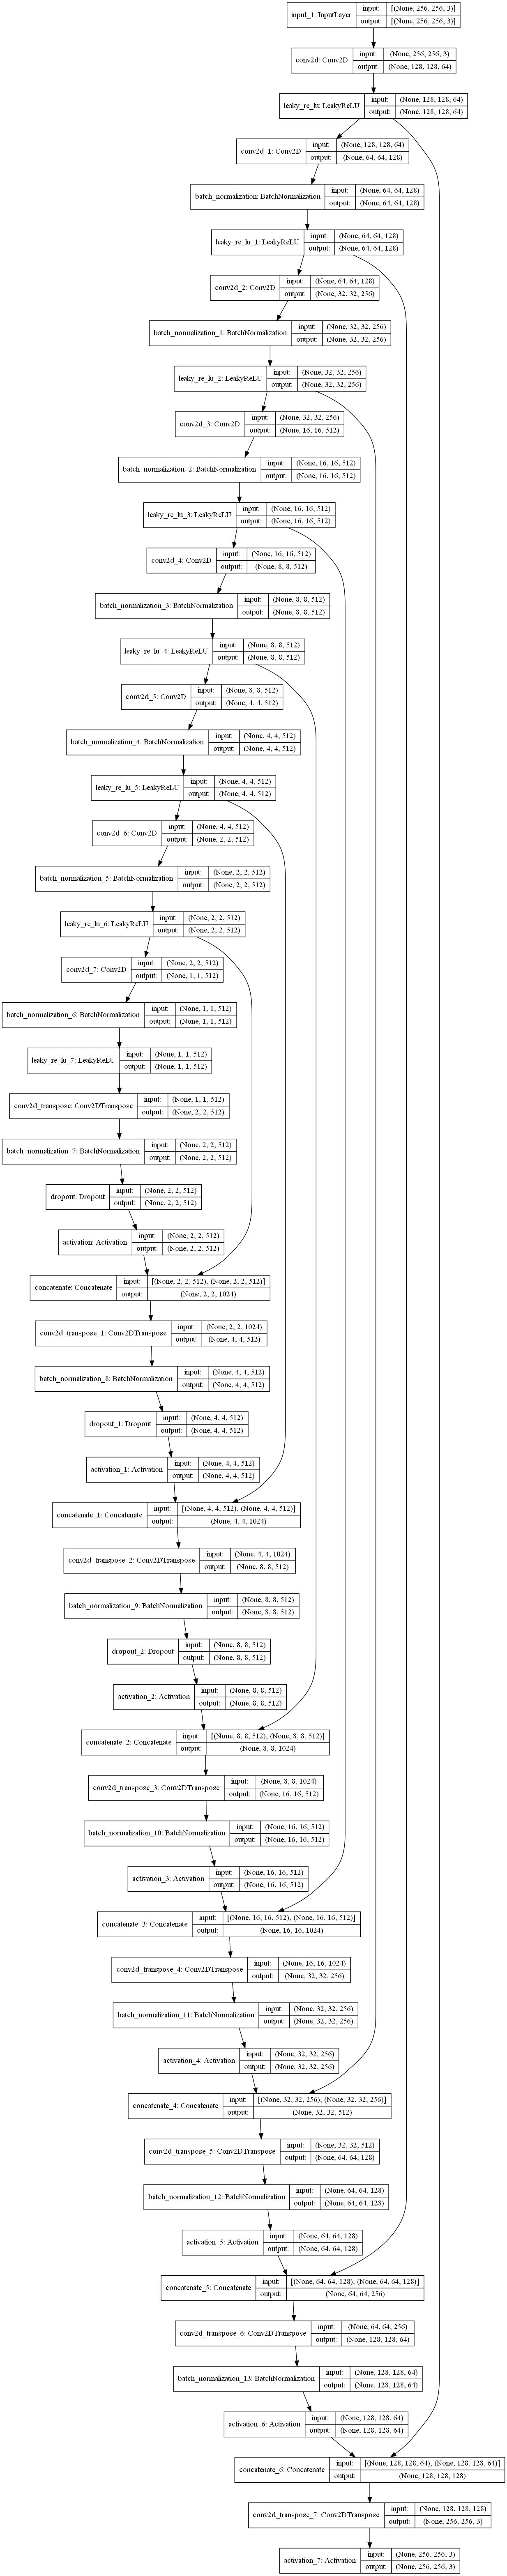 input_1: InputLayer
input: [(None, 256, 256, 3)]
output: [(None, 256, 256, 3)]
conv2d: Conv2D
input: (None, 256, 256, 3)
output: (None, 128, 128, 64)
leaky_re_lu: LeakyReLU
input: (None, 128, 128, 64)
output: (None, 128, 128, 64)
conv2d_1: Conv2D
input: (None, 128, 128, 64)
output: (None, 64, 64, 128)
batch_normalization: BatchNormalization
input: (None, 64, 64, 128)
output: (None, 64, 64, 128)
leaky_re_lu_1: LeakyReLU
input: (None, 64, 64, 128)
output: (None, 64, 64, 128)
conv2d_2: Conv2D
input: (None, 64, 64, 128)
output: (None, 32, 32, 256)
batch_normalization_1: BatchNormalization
input: (None, 32, 32, 256)
output: (None, 32, 32, 256)
leaky_re_lu_2: LeakyReLU
input: (None, 32, 32, 256)
output: (None, 32, 32, 256)
conv2d_3: Conv2D
input: (None, 32, 32, 256)
output: (None, 16, 16, 512)
batch_normalization_2: BatchNormalization
input: (None, 16, 16, 512)
output: (None, 16, 16, 512)
leaky_re_lu_3: LeakyReLU
input: (None, 16, 16, 512)
output: (None, 16, 16, 512)
conv2d_4: Conv2D
input: (None, 16, 16, 512)
output: (None, 8, 8, 512)
batch_normalization_3: BatchNormalization
input: (None, 8, 8, 512)
output: (None, 8, 8, 512)
leaky_re_lu_4: LeakyReLU
input: (None, 8, 8, 512)
output: (None, 8, 8, 512)
conv2d_5: Conv2D
input: (None, 8, 8, 512)
output: (None, 4, 4, 512)
batch_normalization_4: BatchNormalization
input: (None, 4, 4, 512)
output: (None, 4, 4, 512)
leaky_re_lu_5: LeakyReLU
input: (None, 4, 4, 512)
output: (None, 4, 4, 512)
conv2d_6: Conv2D
input: (None, 4, 4, 512)
output: (None, 2, 2, 512)
batch_normalization_5: BatchNormalization
input: (None, 2, 2, 512)
output: (None, 2, 2, 512)
leaky_re_lu_6: LeakyReLU
input: (None, 2, 2, 512)
output: (None, 2, 2, 512)
conv2d_7: Conv2D
input: (None, 2, 2, 512)
output: (None, 1, 1, 512)
batch_normalization_6: BatchNormalization
input: (None, 1, 1, 512)
output: (None, 1, 1, 512)
leaky_re_lu_7: LeakyReLU
input: (None, 1, 1, 512)
output: (None, 1, 1, 512)
conv2d_transpose: Conv2DTranspose
input: (None, 1, 1, 512)
output: (None, 2, 2, 512)
batch_normalization_7: BatchNormalization
input: (None, 2, 2, 512)
output: (None, 2, 2, 512)
dropout: Dropout
input: (None, 2, 2, 512)
output: (None, 2, 2, 512)
activation: Activation
input: (None, 2, 2, 512)
output: (None, 2, 2, 512)
concatenate: Concatenate
input: [(None, 2, 2, 512), (None, 2, 2, 512)]
output: (None, 2, 2, 1024)
conv2d_transpose_1: Conv2DTranspose
input: (None, 2, 2, 1024)
output: (None, 4, 4, 512)
batch_normalization_8: BatchNormalization
input: (None, 4, 4, 512)
output: (None, 4, 4, 512)
dropout_1: Dropout
input: (None, 4, 4, 512)
output: (None, 4, 4, 512)
activation_1: Activation
input: (None, 4, 4, 512)
output: (None, 4, 4, 512)
concatenate_1: Concatenate
input: [(None, 4, 4, 512), (None, 4, 4, 512)]
output: (None, 4, 4, 1024)
conv2d_transpose_2: Conv2DTranspose
input: (None, 4, 4, 1024)
output: (None, 8, 8, 512)
batch_normalization_9: BatchNormalization
input: (None, 8, 8, 512)
output: (None, 8, 8, 512)
dropout_2: Dropout
input: (None, 8, 8, 512)
output: (None, 8, 8, 512)
activation_2: Activation
input: (None, 8, 8, 512)
output: (None, 8, 8, 512)
concatenate_2: Concatenate
input: [(None, 8, 8, 512), (None, 8, 8, 512)]
output: (None, 8, 8, 1024)
conv2d_transpose_3: Conv2DTranspose
input: (None, 8, 8, 1024)
output: (None, 16, 16, 512)
batch_normalization_10: BatchNormalization
input: (None, 16, 16, 512)
output: (None, 16, 16, 512)
activation_3: Activation
input: (None, 16, 16, 512)
output: (None, 16, 16, 512)
concatenate_3: Concatenate
input: [(None, 16, 16, 512), (None, 16, 16, 512)]
output: (None, 16, 16, 1024)
conv2d_transpose_4: Conv2DTranspose
input: (None, 16, 16, 1024)
output: (None, 32, 32, 256)
batch_normalization_11: BatchNormalization
input: (None, 32, 32, 256)
output: (None, 32, 32, 256)
activation_4: Activation
input: (None, 32, 32, 256)
output: (None, 32, 32, 256)
concatenate_4: Concatenate
input: [(None, 32, 32, 256), (None, 32, 32, 256)]
output: (None, 32, 32, 512)
conv2d_transpose_5: Conv2DTranspose
input: (None, 32, 32, 512)
output: (None, 64, 64, 128)
batch_normalization_12: BatchNormalization
input: (None, 64, 64, 128)
output: (None, 64, 64, 128)
activation_5: Activation
input: (None, 64, 64, 128)
output: (None, 64, 64, 128)
concatenate_5: Concatenate
input: [(None, 64, 64, 128), (None, 64, 64, 128)]
output: (None, 64, 64, 256)
conv2d_transpose_6: Conv2DTranspose
input: (None, 64, 64, 256)
output: (None, 128, 128, 64)
batch_normalization_13: BatchNormalization
input: (None, 128, 128, 64)
output: (None, 128, 128, 64)
activation_6: Activation
input: (None, 128, 128, 64)
output: (None, 128, 128, 64)
concatenate_6: Concatenate
input: [(None, 128, 128, 64), (None, 128, 128, 64)]
output: (None, 128, 128, 128)
conv2d_transpose_7: Conv2DTranspose
input: (None, 128, 128, 128)
output: (None, 256, 256, 3)
activation_7: Activation
input: (None, 256, 256, 3)
output: (None, 256, 256, 3)